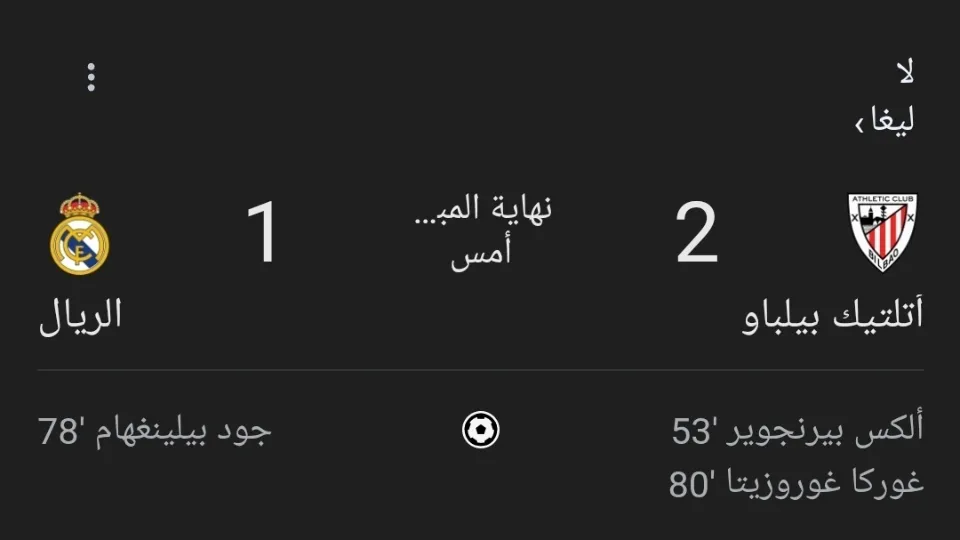 لا
ليغا ›
ATHLETIC CLUB
BILBAO
2
نهاية المبـ...
أمس
1
أتلتيك بيلباو
الريال
ألكس بيرنجوير '53
غوركا غوروزيتا '80
جود بيلينغهام '78